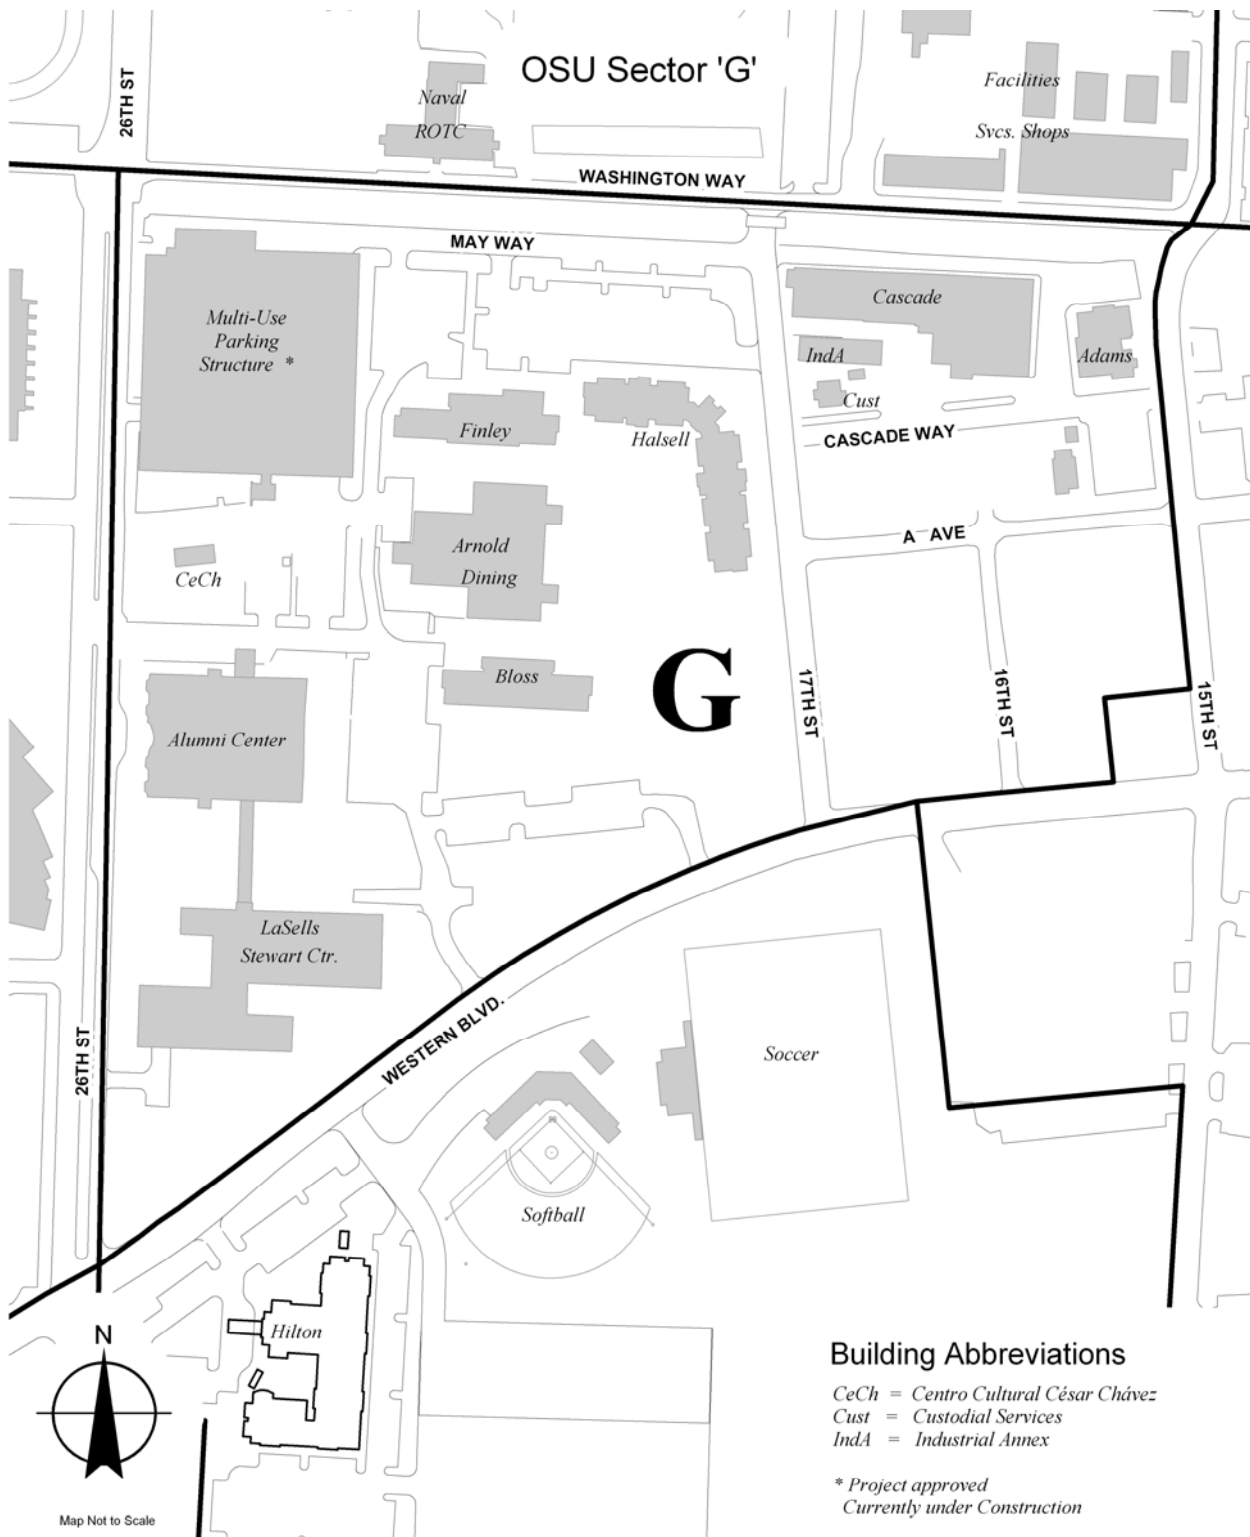 OSU Sector 'G'
26TH ST
Naval
ROTC
Facilities
Svcs. Shops
WASHINGTON WAY
MAY WAY
Multi-Use
Parking
Structure *
Cascade
IndA
Adams
Cust
CASCADE WAY
Finley
Halsell
A AVE
Arnold
Dining
CeCh
Bloss
G
17TH ST
16TH ST
15TH ST
Alumni Center
LaSells
Stewart Ctr.
26TH ST
WESTERN BLVD.
Soccer
Softball
Hilton
N
Map Not to Scale
Building Abbreviations
CeCh = Centro Cultural César Chávez
Cust = Custodial Services
IndA = Industrial Annex
* Project approved
Currently under Construction